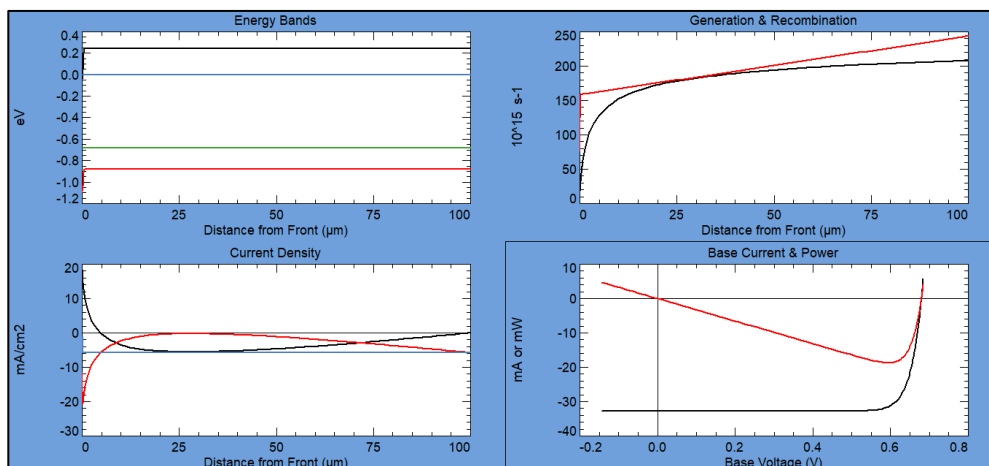 Energy Bands
0.4
0.2
0.0
-0.2
-0.4
-0.6
-0.8
-1.0
-1.2
eV
0 25 50 75 100
Distance from Front (µm)
Generation & Recombination
250
200
150
100
50
0
10^15 s-1
0 25 50 75 100
Distance from Front (µm)
Current Density
20
10
0
-10
-20
-30
mA/cm2
0 25 50 75 100
Distance from Front (µm)
Base Current & Power
10
0
-10
-20
-30
-40
mA or mW
-0.2 0.0 0.2 0.4 0.6 0.8
Base Voltage (V)